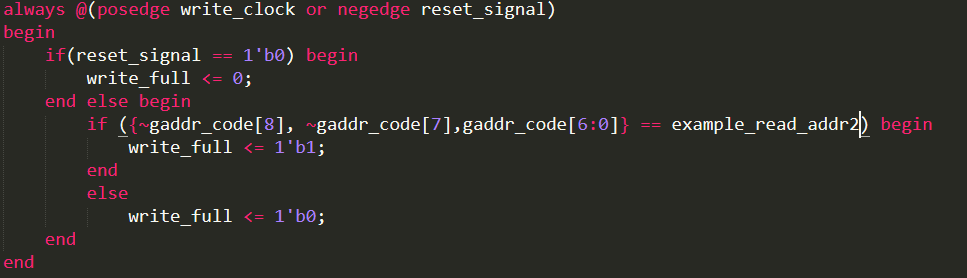 always @(posedge write_clock or negedge reset_signal)
begin
    if(reset_signal == 1'b0) begin
        write_full <= 0;
    end else begin
        if ({~gaddr_code[8], ~gaddr_code[7],gaddr_code[6:0]} == example_read_addr2) begin
            write_full <= 1'b1;
        end
        else
            write_full <= 1'b0;
    end
end